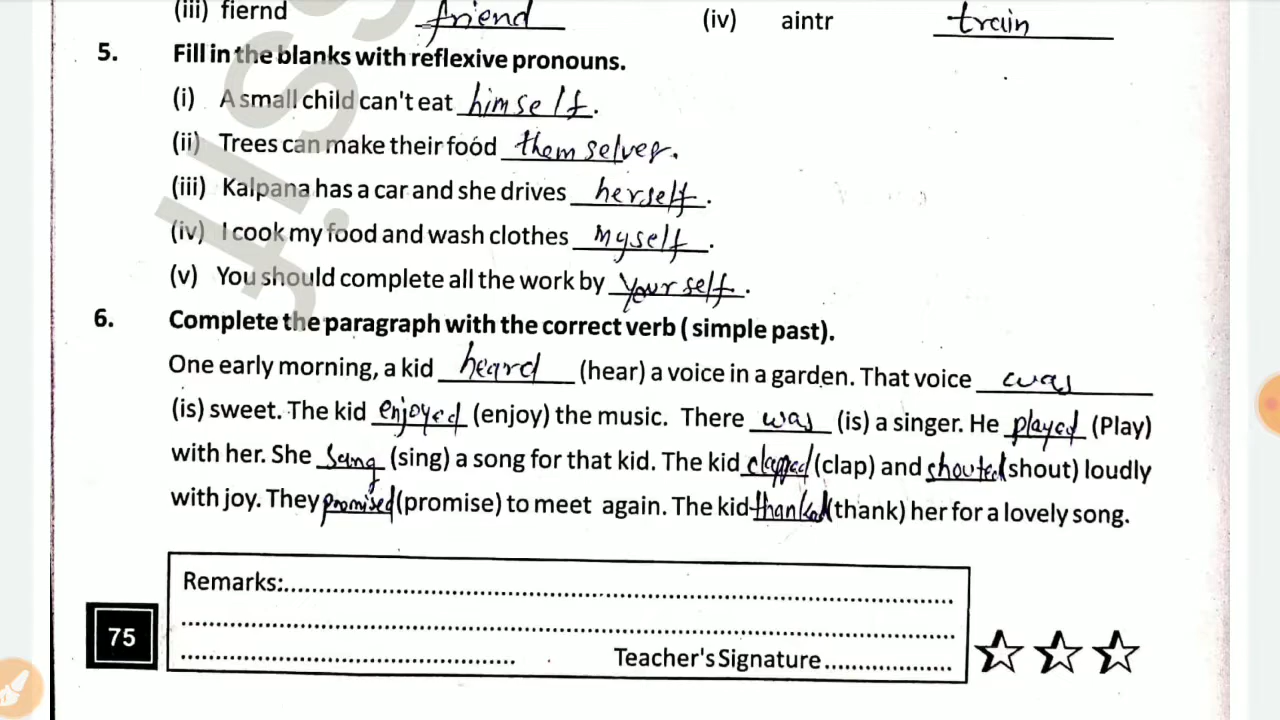 (iii) fiernd friend (iv) aintr train
5. Fill in the blanks with reflexive pronouns.
(i) A small child can't eat himself.
(ii) Trees can make their food themselves.
(iii) Kalpana has a car and she drives herself.
(iv) I cook my food and wash clothes myself.
(v) You should complete all the work by yourself.
6. Complete the paragraph with the correct verb ( simple past).
One early morning, a kid heard (hear) a voice in a garden. That voice was
(is) sweet. The kid enjoyed (enjoy) the music. There was (is) a singer. He played (Play)
with her. She sang (sing) a song for that kid. The kid clapped (clap) and shouted (shout) loudly
with joy. They promised (promise) to meet again. The kid thanked (thank) her for a lovely song.
Remarks:
75
Teacher's Signature